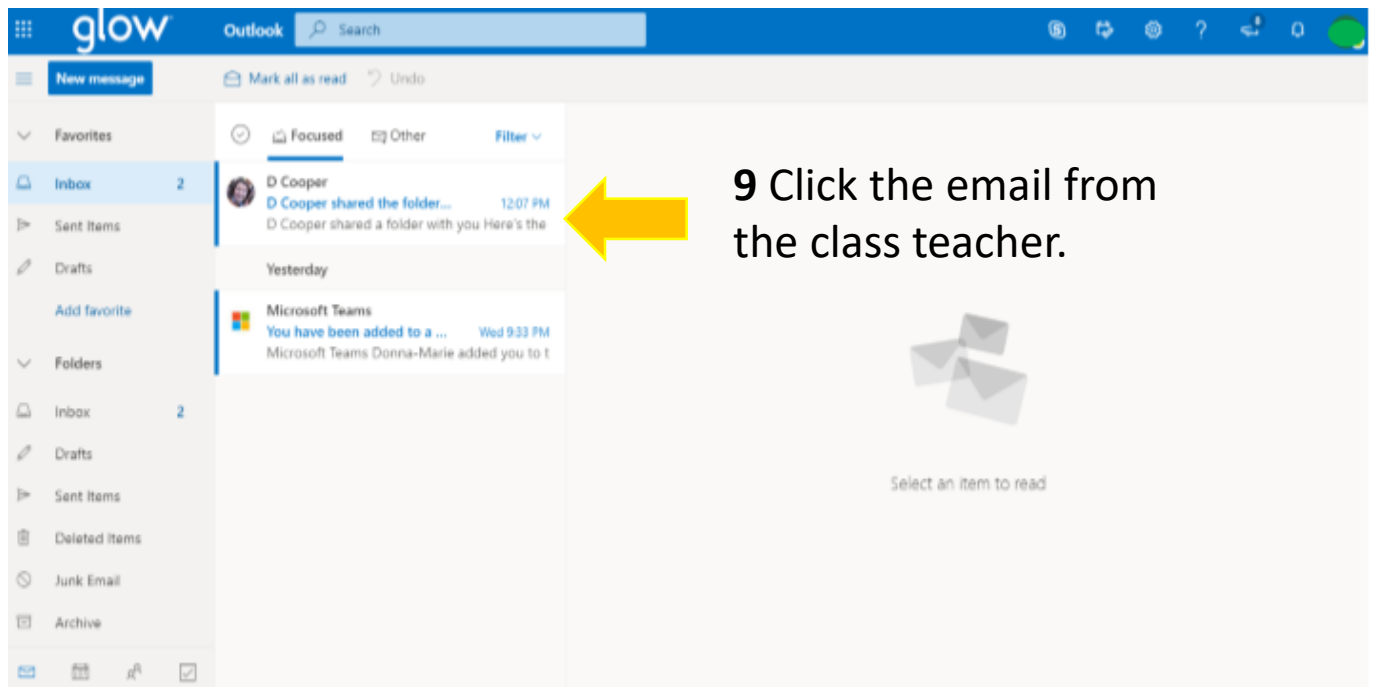 glow
Outlook
Search
New message
Mark all as read
Undo
Favorites
Inbox 2
Sent Items
Drafts
Add favorite
Folders
Inbox 2
Drafts
Sent Items
Deleted Items
Junk Email
Archive
Focused
Other
Filter
D Cooper
D Cooper shared the folder... 12:07 PM
D Cooper shared a folder with you Here's the
Yesterday
Microsoft Teams
You have been added to a ... Wed 9:33 PM
Microsoft Teams Donna-Marie added you to t
9 Click the email from
the class teacher.
Select an item to read